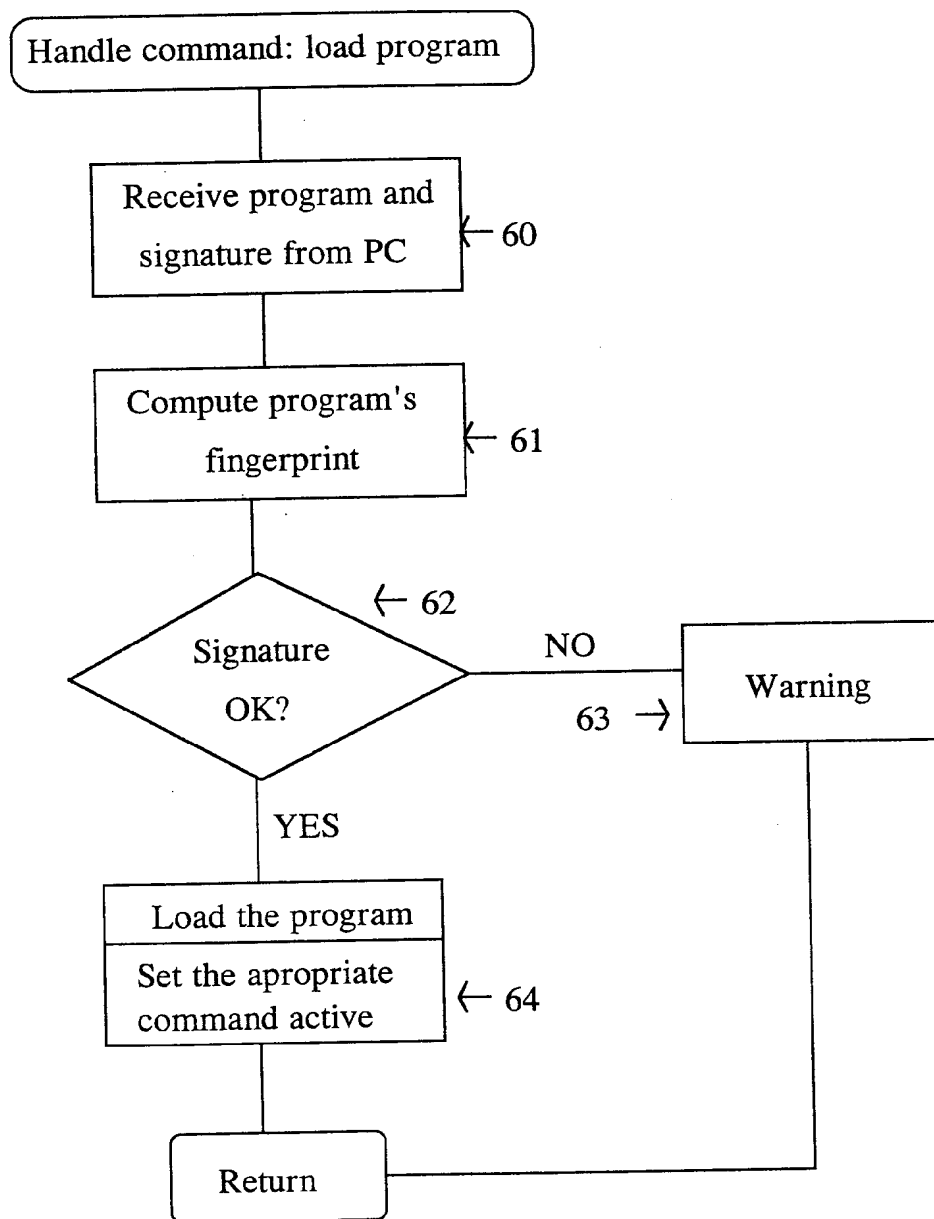 Handle command: load program
Receive program and
signature from PC
← 60
Compute program's
fingerprint
← 61
← 62
Signature
OK?
NO
63 →
Warning
YES
Load the program
Set the apropriate
command active
← 64
Return